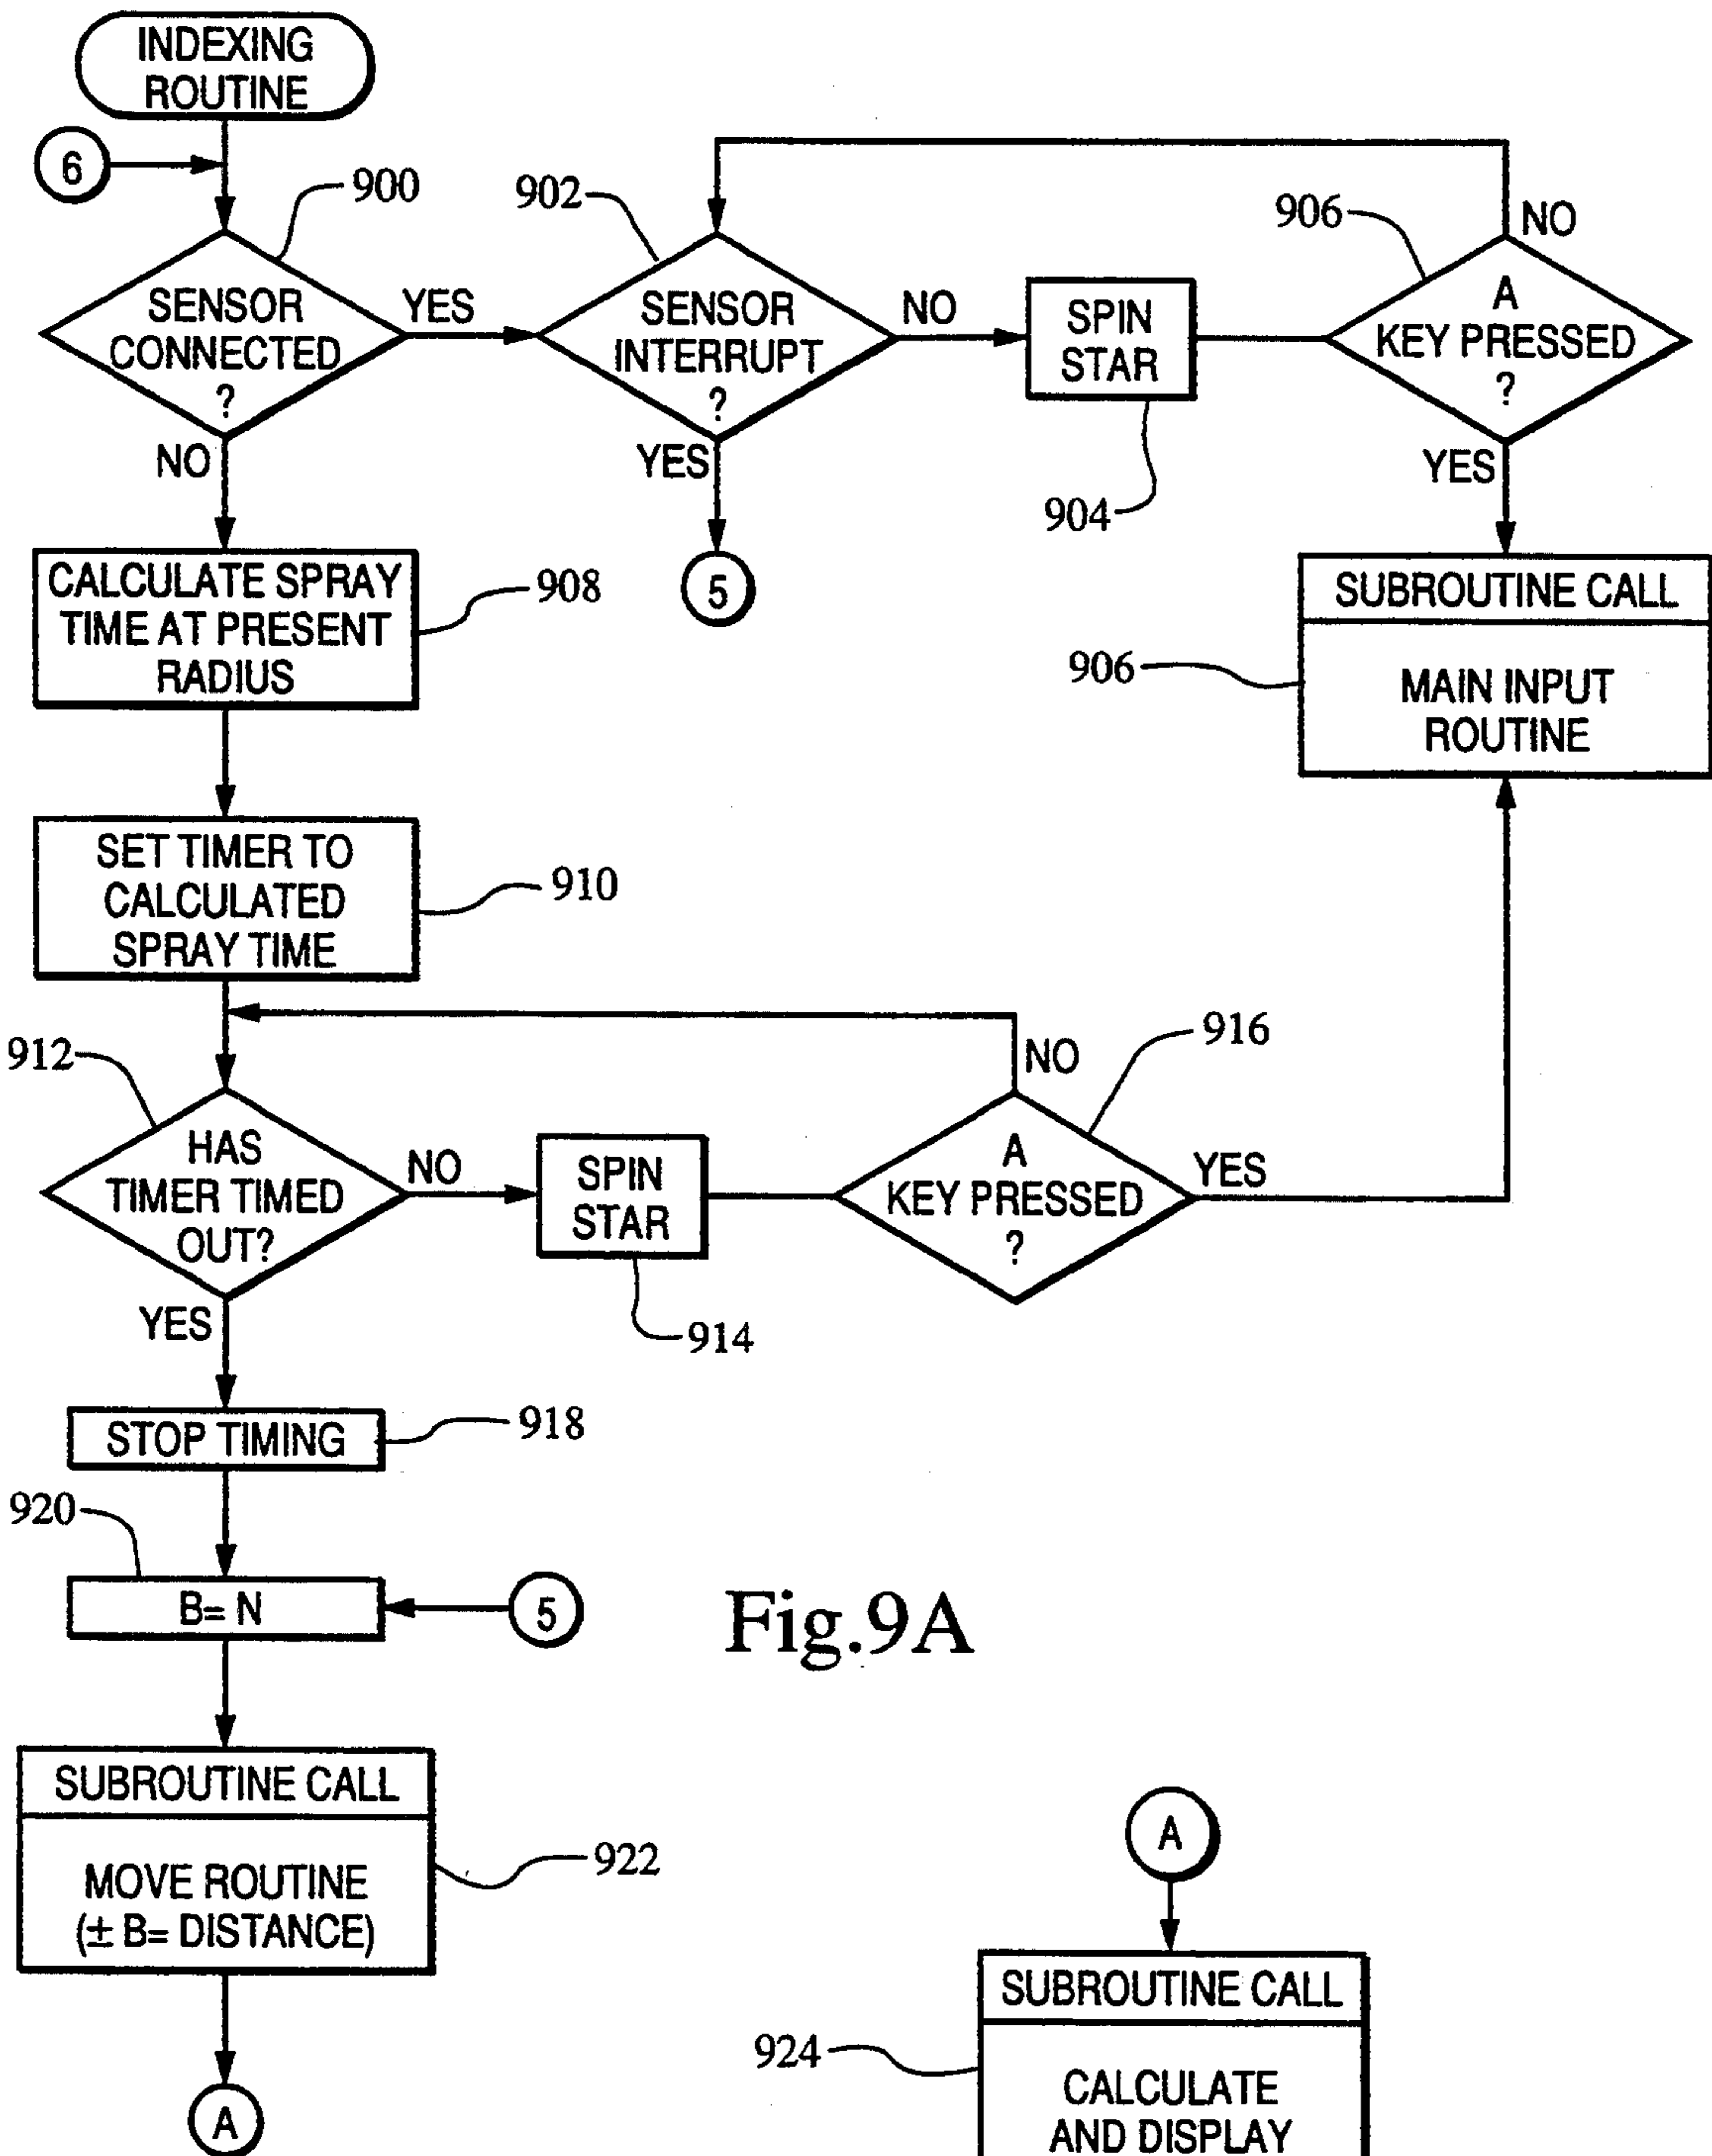 INDEXING
ROUTINE
6
900
902
906
NO
SENSOR
CONNECTED
?
YES
SENSOR
INTERRUPT
?
NO
SPIN
STAR
A
KEY PRESSED
?
NO
YES
904
YES
CALCULATE SPRAY
TIME AT PRESENT
RADIUS
908
5
SUBROUTINE CALL
MAIN INPUT
ROUTINE
906
SET TIMER TO
CALCULATED
SPRAY TIME
910
912
NO
916
HAS
TIMER TIMED
OUT?
NO
SPIN
STAR
A
KEY PRESSED
?
YES
YES
914
STOP TIMING
918
920
B= N
5
Fig.9A
SUBROUTINE CALL
MOVE ROUTINE
(± B= DISTANCE)
922
A
A
SUBROUTINE CALL
924
CALCULATE
AND DISPLAY